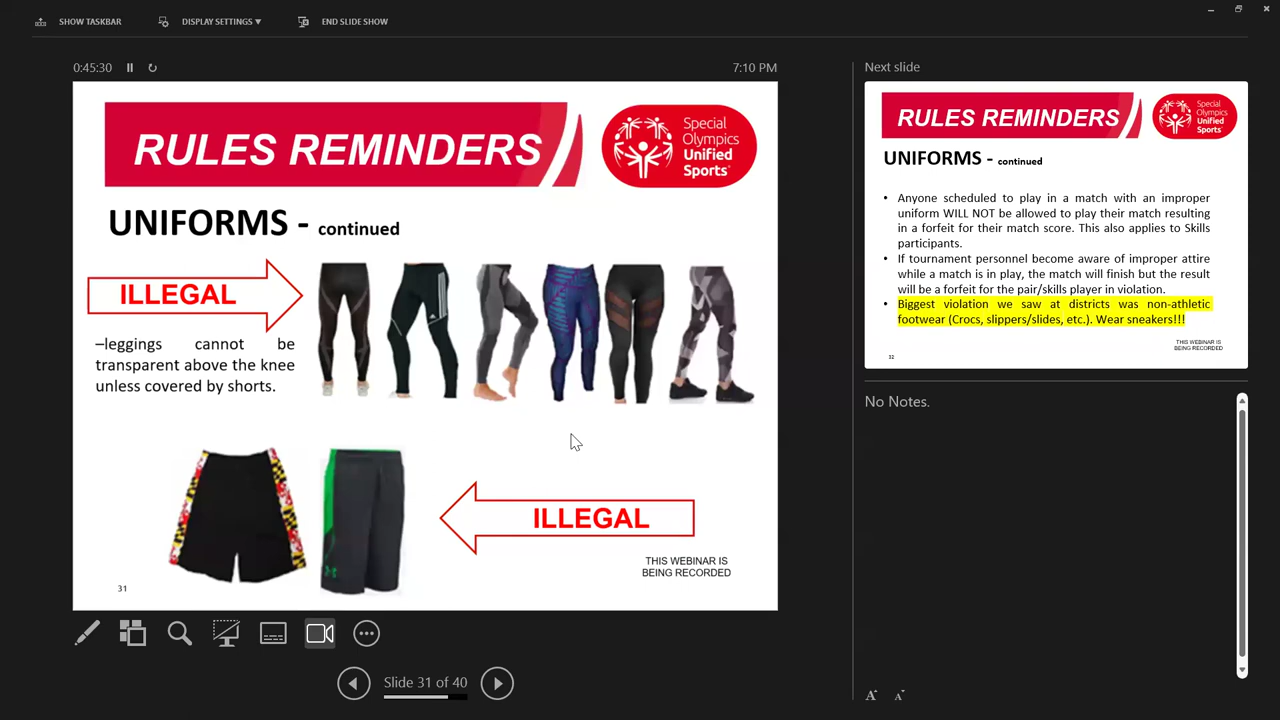 SHOW TASKBAR
DISPLAY SETTINGS ▼
END SLIDE SHOW
0:45:30
7:10 PM
RULES REMINDERS
Special
Olympics
Unified
Sports
UNIFORMS - continued
ILLEGAL
–leggings cannot be
transparent above the knee
unless covered by shorts.
ILLEGAL
THIS WEBINAR IS
BEING RECORDED
31
Slide 31 of 40
Next slide
RULES REMINDERS
Special
Olympics
Unified
Sports
UNIFORMS - continued
• Anyone scheduled to play in a match with an improper
uniform WILL NOT be allowed to play their match resulting
in a forfeit for their match score. This also applies to Skills
participants.
• If tournament personnel become aware of improper attire
while a match is in play, the match will finish but the result
will be a forfeit for the pair/skills player in violation.
• Biggest violation we saw at districts was non-athletic
footwear (Crocs, slippers/slides, etc.). Wear sneakers!!!
THIS WEBINAR IS
BEING RECORDED
32
No Notes.
A A